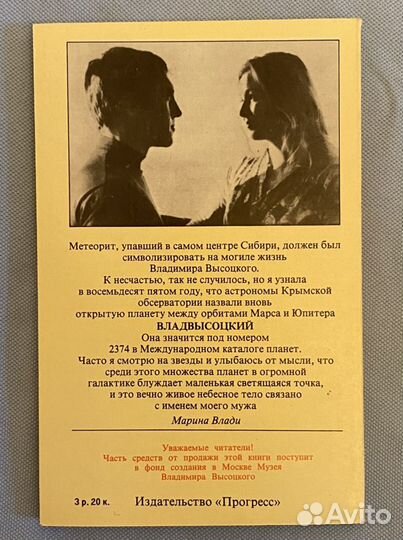 Метеорит, упавший в самом центре Сибири, должен был
символизировать на могиле жизнь
Владимира Высоцкого.
К несчастью, так не случилось, но я узнала
в восемьдесят пятом году, что астрономы Крымской
обсерватории назвали вновь
открытую планету между орбитами Марса и Юпитера
ВЛАДВЫСОЦКИЙ
Она значится под номером
2374 в Международном каталоге планет.
Часто я смотрю на звезды и улыбаюсь от мысли, что
среди этого множества планет в огромной
галактике блуждает маленькая светящаяся точка,
и это вечно живое небесное тело связано
с именем моего мужа
Марина Влади
Уважаемые читатели!
Часть средств от продажи этой книги поступит
в фонд создания в Москве Музея
Владимира Высоцкого
3 р. 20 к. Издательство «Прогресс»
Avito